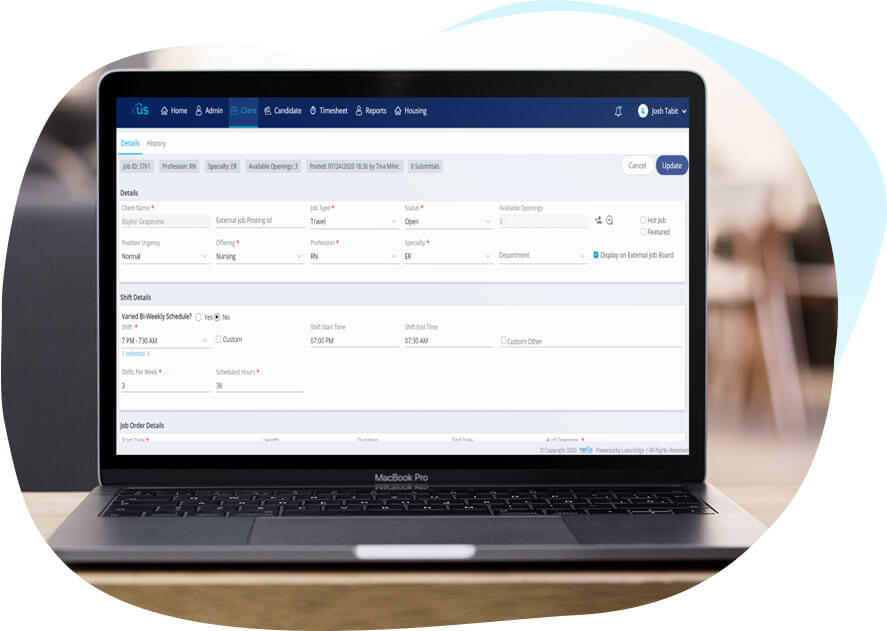 us Home Admin Client Candidate Timesheet Reports Housing Josh Tabit
Details History
Job ID: 3761 Profession: RN Specialty: ER Available Openings: 3 Posted: 07/24/2020 18:36 by Tina Mihic 0 Submittals Cancel Update
Details
Client Name * Job Type * Status * Available Openings
Baylor Grapevine External Job Posting Id Travel Open 3 Hot Job
Featured
Position Urgency Offering * Profession * Specialty *
Normal Nursing RN ER Department Display on External Job Board
Shift Details
Varied Bi-Weekly Schedule? Yes No
Shift * Shift Start Time Shift End Time
7 PM - 730 AM Custom 07:00 PM 07:30 AM Custom Other
1 selected x
Shifts Per Week * Scheduled Hours *
3 36
Job Order Details
Start Date * Length Duration End Date # of Openings *
© Copyright 2020 Powered by LaborEdge | All Rights Reserved
MacBook Pro